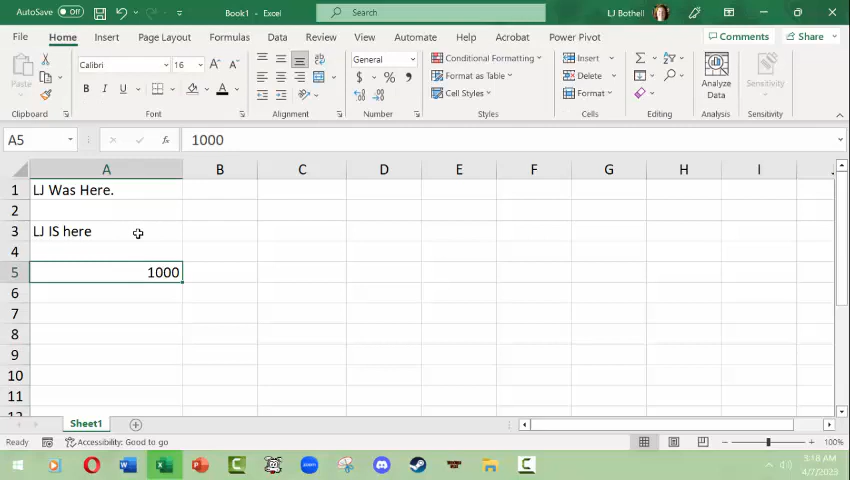 AutoSave Off Book1 - Excel Search LJ Bothell
File Home Insert Page Layout Formulas Data Review View Automate Help Acrobat Power Pivot Comments Share
Paste Calibri 16 A A General Conditional Formatting Insert Analyze Data Sensitivity
B I U A $ % Format as Table Delete
Cell Styles Format
Clipboard Font Alignment Number Styles Cells Editing Analysis Sensitivity
A5 fx 1000
A B C D E F G H I
1 LJ Was Here.
2
3 LJ IS here
4
5 1000
6
7
8
9
10
11
Sheet1
Ready Accessibility: Good to go 100%
3:18 AM
4/7/2023